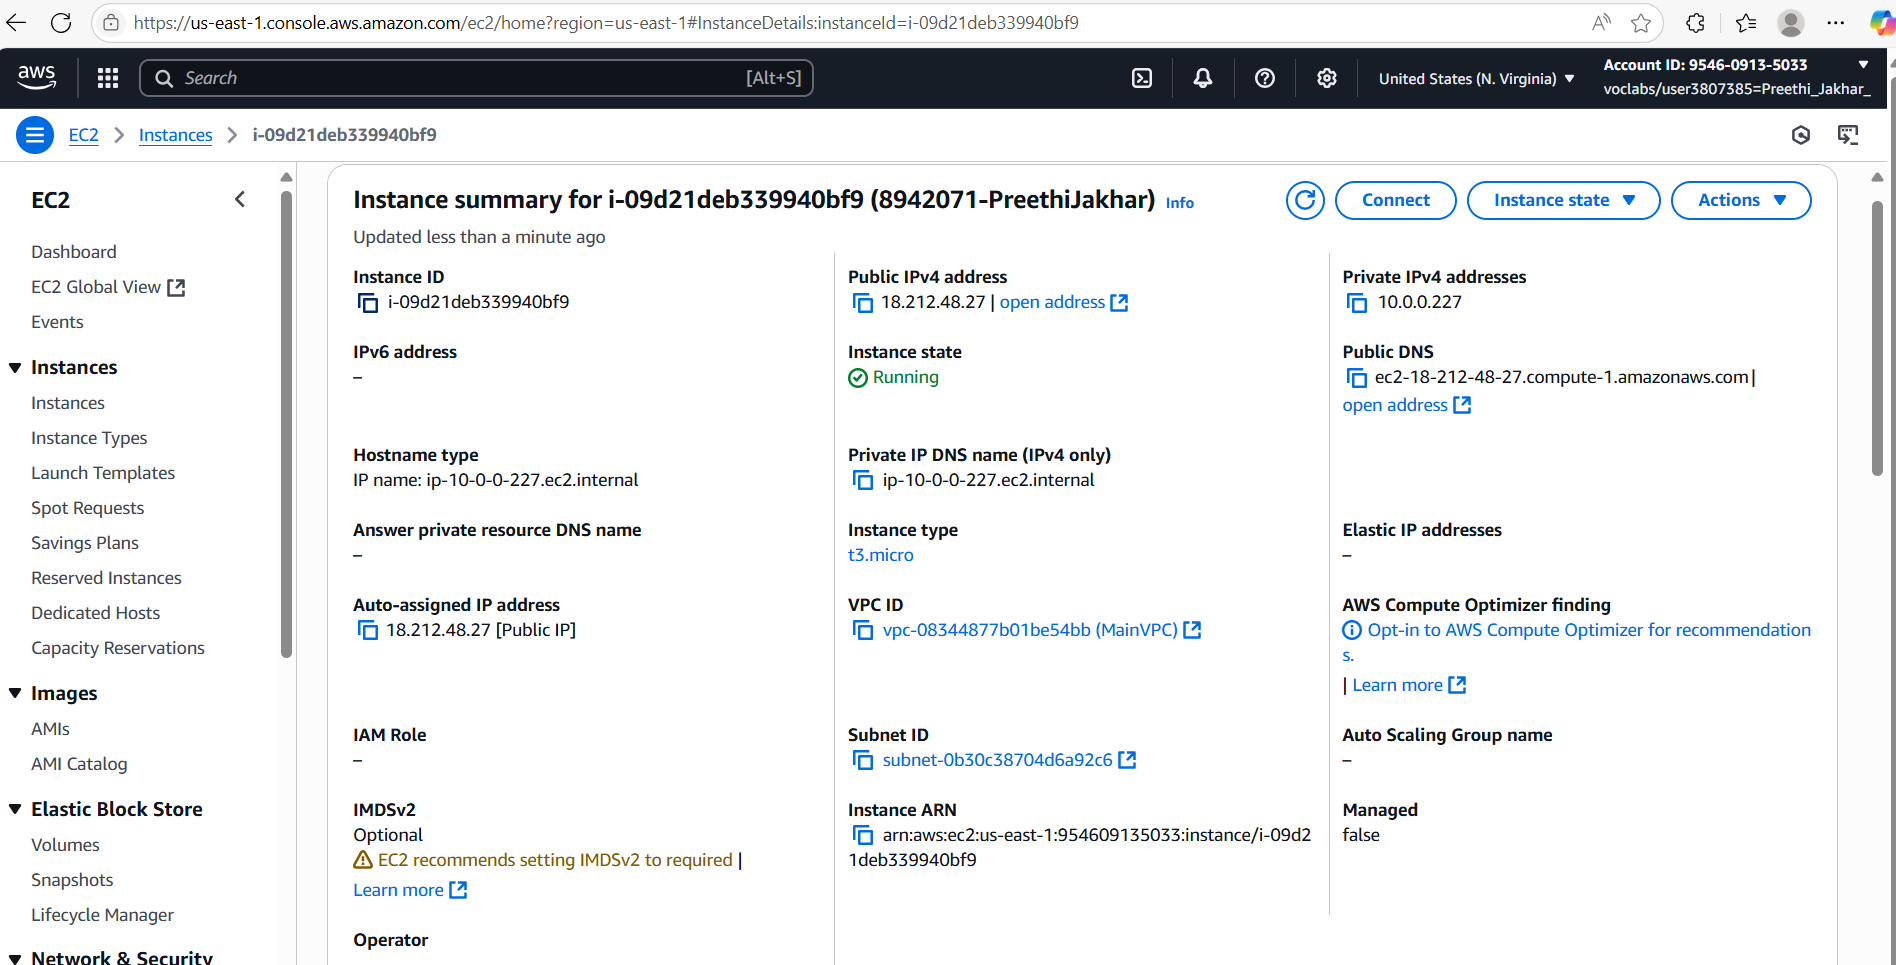 https://us-east-1.console.aws.amazon.com/ec2/home?region=us-east-1#InstanceDetails:instanceId=i-09d21deb339940bf9
aws
Search [Alt+S]
United States (N. Virginia)
Account ID: 9546-0913-5033
voclabs/user3807385=Preethi_Jakhar_
EC2 > Instances > i-09d21deb339940bf9
EC2
Dashboard
EC2 Global View
Events
Instances
Instances
Instance Types
Launch Templates
Spot Requests
Savings Plans
Reserved Instances
Dedicated Hosts
Capacity Reservations
Images
AMIs
AMI Catalog
Elastic Block Store
Volumes
Snapshots
Lifecycle Manager
Network & Security
Instance summary for i-09d21deb339940bf9 (8942071-PreethiJakhar) Info
Connect
Instance state
Actions
Updated less than a minute ago
Instance ID
i-09d21deb339940bf9
Public IPv4 address
18.212.48.27 | open address
Private IPv4 addresses
10.0.0.227
IPv6 address
–
Instance state
Running
Public DNS
ec2-18-212-48-27.compute-1.amazonaws.com |
open address
Hostname type
IP name: ip-10-0-0-227.ec2.internal
Private IP DNS name (IPv4 only)
ip-10-0-0-227.ec2.internal
Answer private resource DNS name
–
Instance type
t3.micro
Elastic IP addresses
–
Auto-assigned IP address
18.212.48.27 [Public IP]
VPC ID
vpc-08344877b01be54bb (MainVPC)
AWS Compute Optimizer finding
Opt-in to AWS Compute Optimizer for recommendation
s.
| Learn more
IAM Role
–
Subnet ID
subnet-0b30c38704d6a92c6
Auto Scaling Group name
–
IMDSv2
Optional
EC2 recommends setting IMDSv2 to required |
Learn more
Instance ARN
arn:aws:ec2:us-east-1:954609135033:instance/i-09d2
1deb339940bf9
Managed
false
Operator